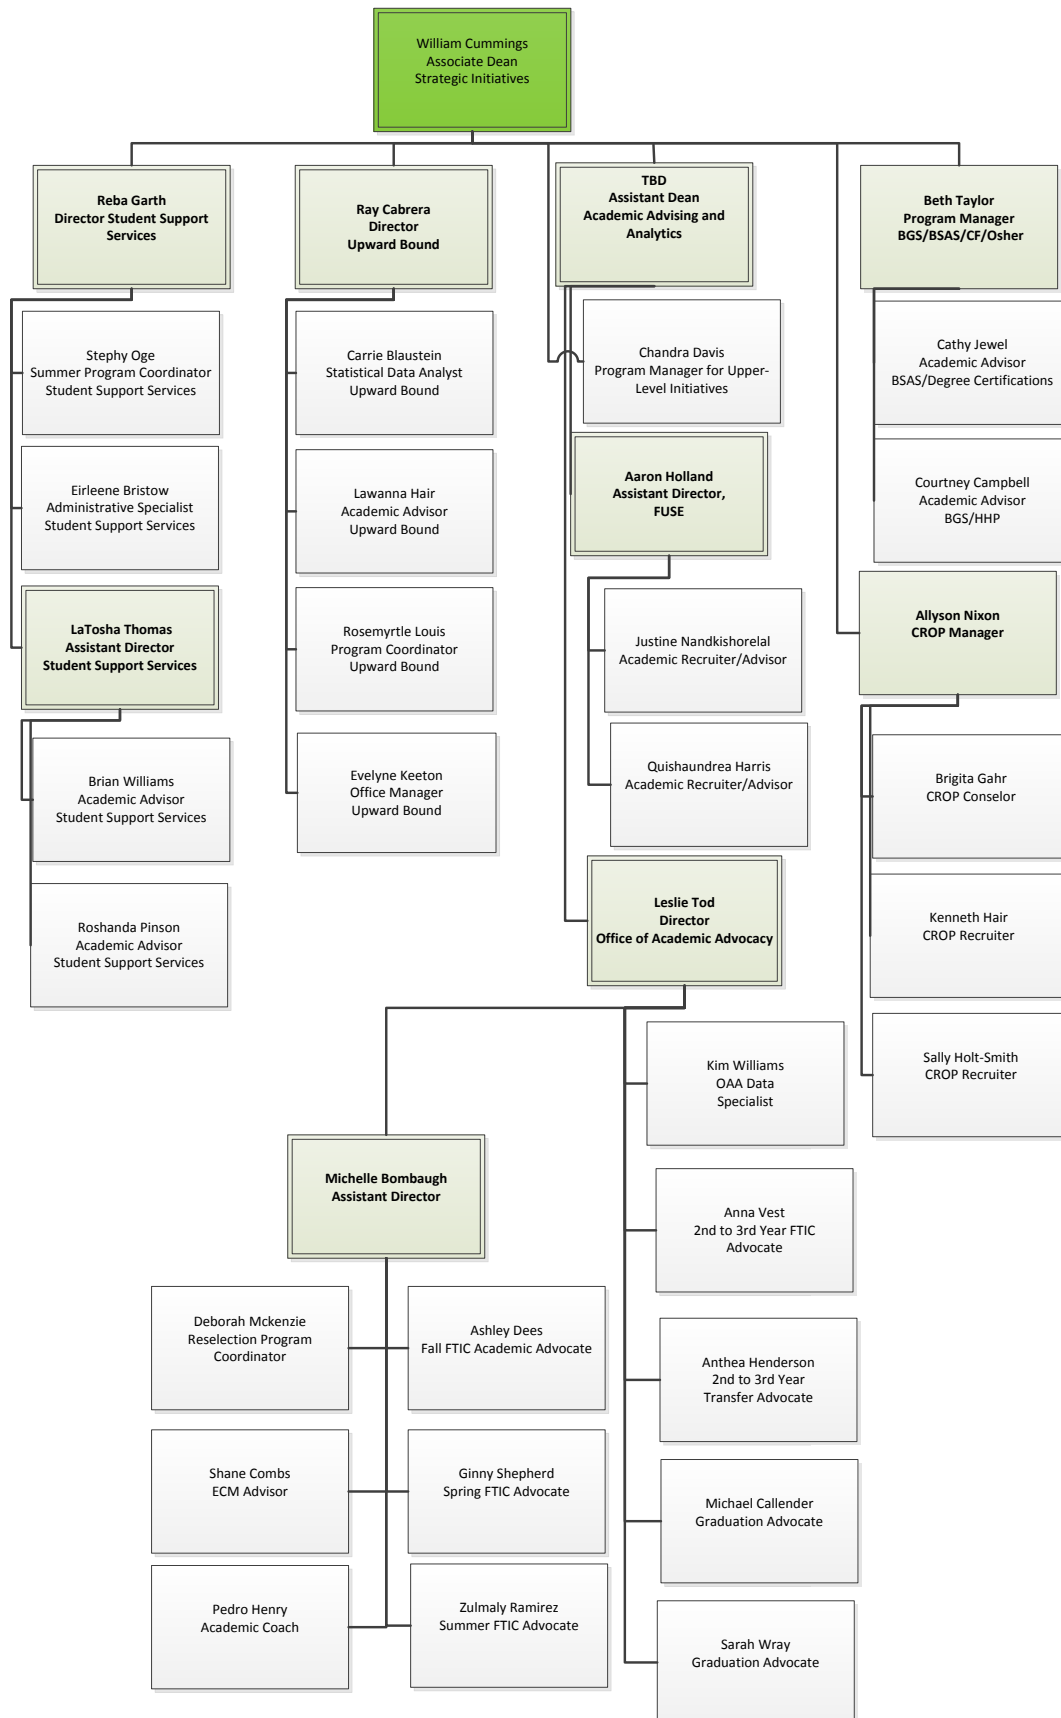 William Cummings
Associate Dean
Strategic Initiatives
Reba Garth
Director Student Support
Services
Ray Cabrera
Director
Upward Bound
TBD
Assistant Dean
Academic Advising and
Analytics
Beth Taylor
Program Manager
BGS/BSAS/CF/Osher
Stephy Oge
Summer Program Coordinator
Student Support Services
Carrie Blaustein
Statistical Data Analyst
Upward Bound
Chandra Davis
Program Manager for Upper-
Level Initiatives
Cathy Jewel
Academic Advisor
BSAS/Degree Certifications
Eirleene Bristow
Administrative Specialist
Student Support Services
Lawanna Hair
Academic Advisor
Upward Bound
Aaron Holland
Assistant Director,
FUSE
Courtney Campbell
Academic Advisor
BGS/HHP
LaTosha Thomas
Assistant Director
Student Support Services
Rosemyrtle Louis
Program Coordinator
Upward Bound
Justine Nandkishorelal
Academic Recruiter/Advisor
Allyson Nixon
CROP Manager
Brian Williams
Academic Advisor
Student Support Services
Evelyne Keeton
Office Manager
Upward Bound
Quishaundrea Harris
Academic Recruiter/Advisor
Brigita Gahr
CROP Conselor
Roshanda Pinson
Academic Advisor
Student Support Services
Leslie Tod
Director
Office of Academic Advocacy
Kenneth Hair
CROP Recruiter
Kim Williams
OAA Data
Specialist
Sally Holt-Smith
CROP Recruiter
Michelle Bombaugh
Assistant Director
Anna Vest
2nd to 3rd Year FTIC
Advocate
Deborah Mckenzie
Reselection Program
Coordinator
Ashley Dees
Fall FTIC Academic Advocate
Anthea Henderson
2nd to 3rd Year
Transfer Advocate
Shane Combs
ECM Advisor
Ginny Shepherd
Spring FTIC Advocate
Michael Callender
Graduation Advocate
Pedro Henry
Academic Coach
Zulmaly Ramirez
Summer FTIC Advocate
Sarah Wray
Graduation Advocate